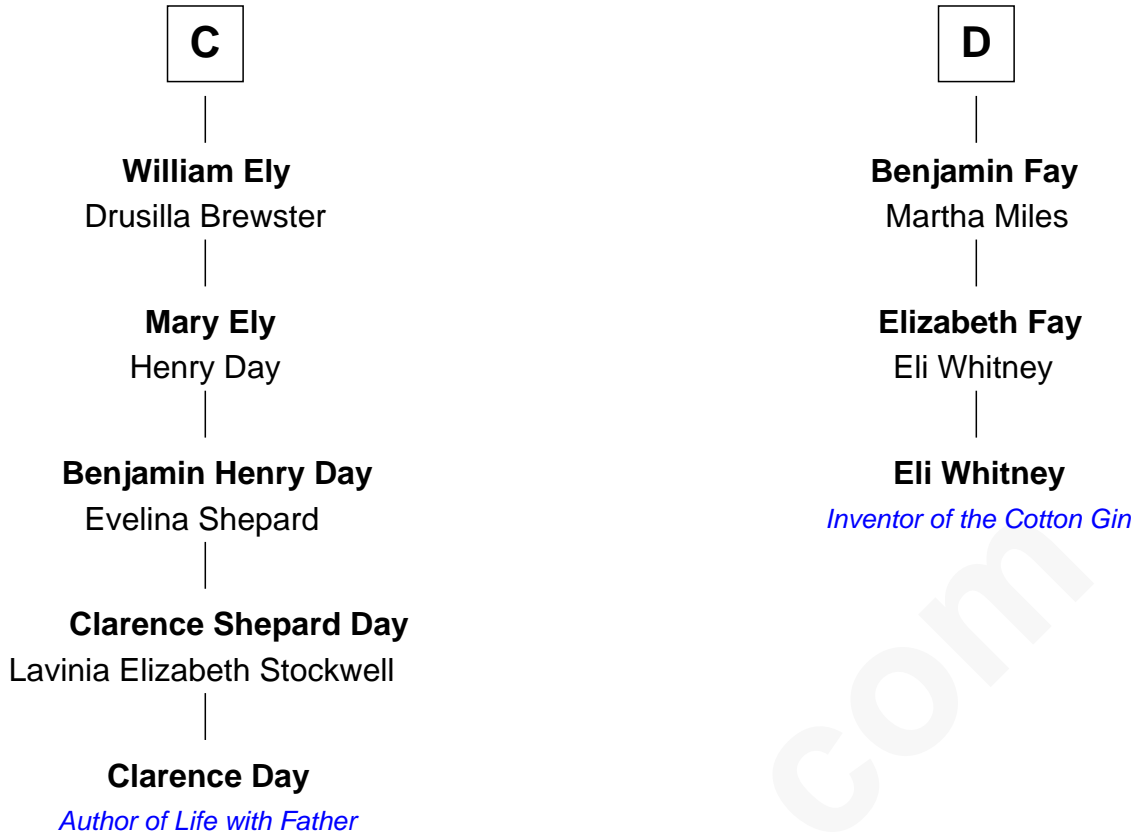 C
William Ely
Drusilla Brewster
Mary Ely
Henry Day
Benjamin Henry Day
Evelina Shepard
Clarence Shepard Day
Lavinia Elizabeth Stockwell
Clarence Day
Author of Life with Father
D
Benjamin Fay
Martha Miles
Elizabeth Fay
Eli Whitney
Eli Whitney
Inventor of the Cotton Gin
com